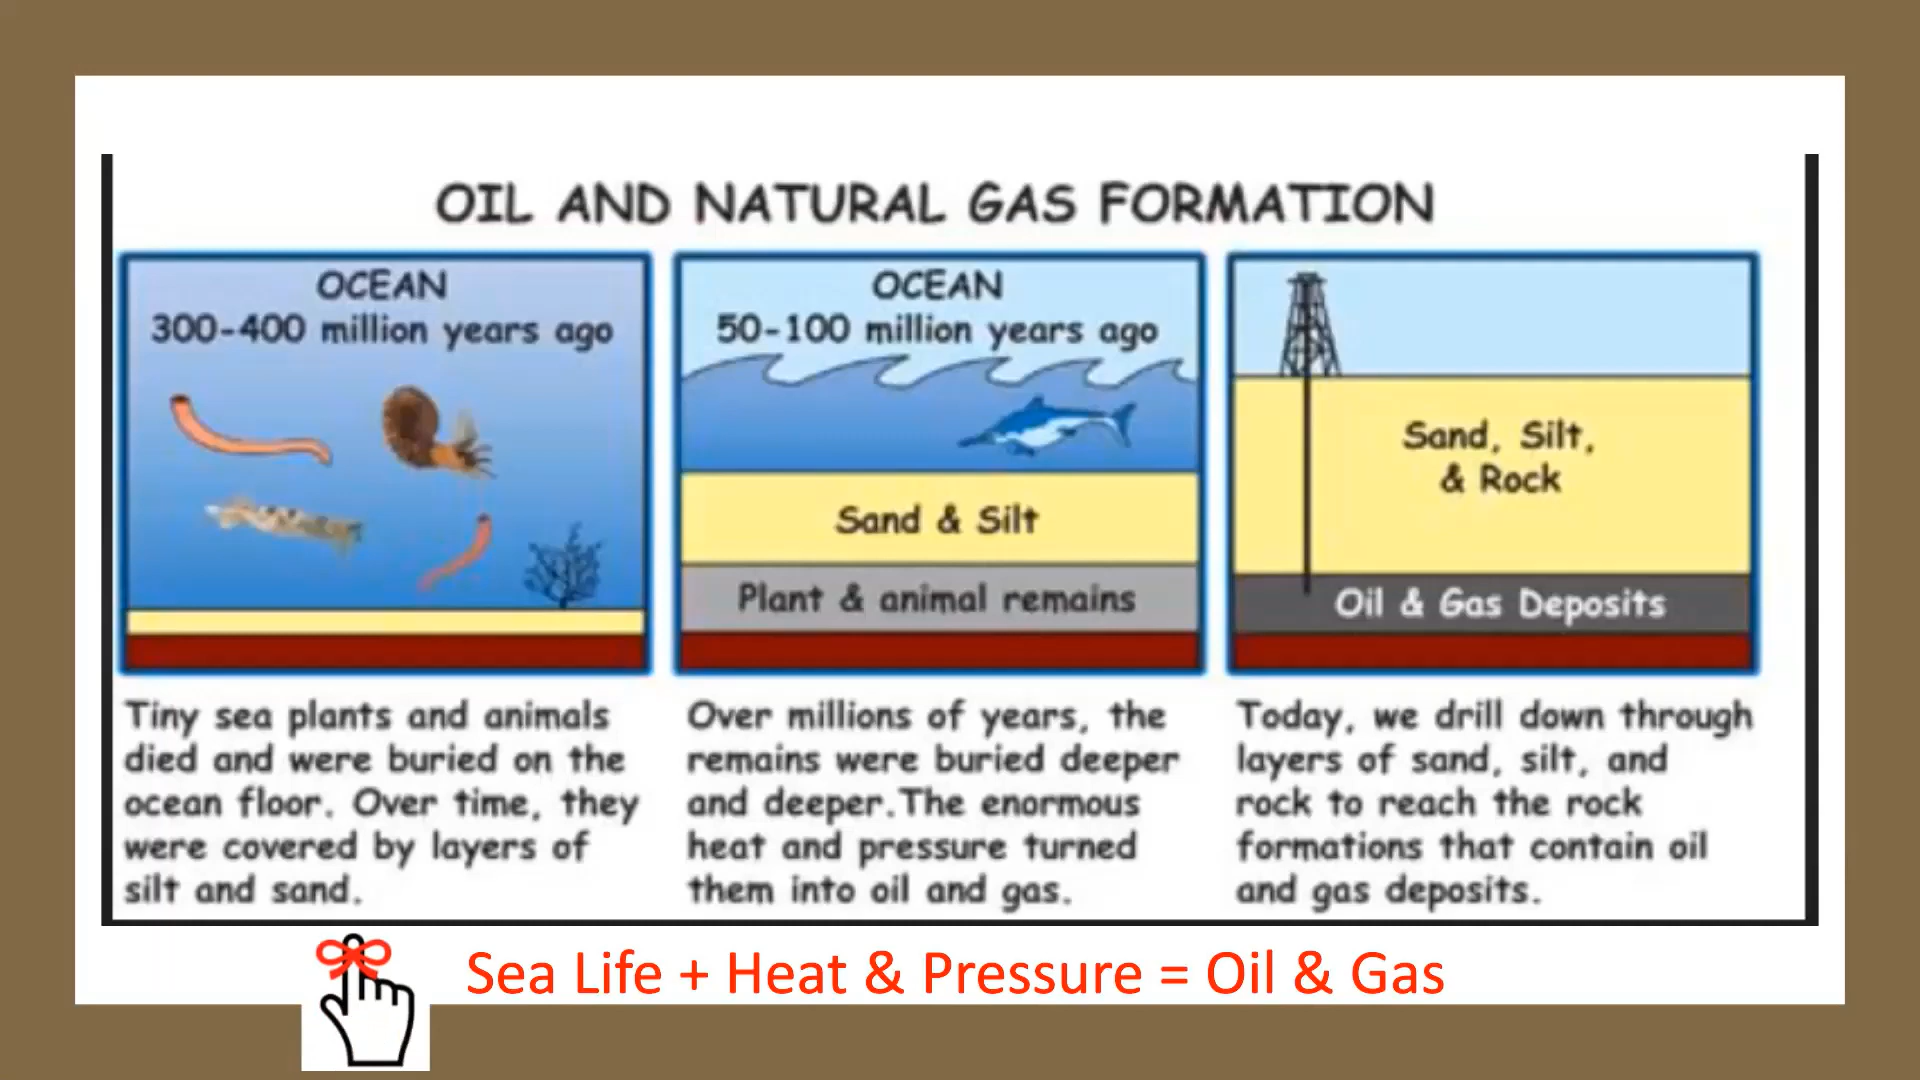 OIL AND NATURAL GAS FORMATION
OCEAN
300-400 million years ago
OCEAN
50-100 million years ago
Sand & Silt
Plant & animal remains
Sand, Silt,
& Rock
Oil & Gas Deposits
Tiny sea plants and animals
died and were buried on the
ocean floor. Over time, they
were covered by layers of
silt and sand.
Over millions of years, the
remains were buried deeper
and deeper.The enormous
heat and pressure turned
them into oil and gas.
Today, we drill down through
layers of sand, silt, and
rock to reach the rock
formations that contain oil
and gas deposits.
Sea Life + Heat & Pressure = Oil & Gas